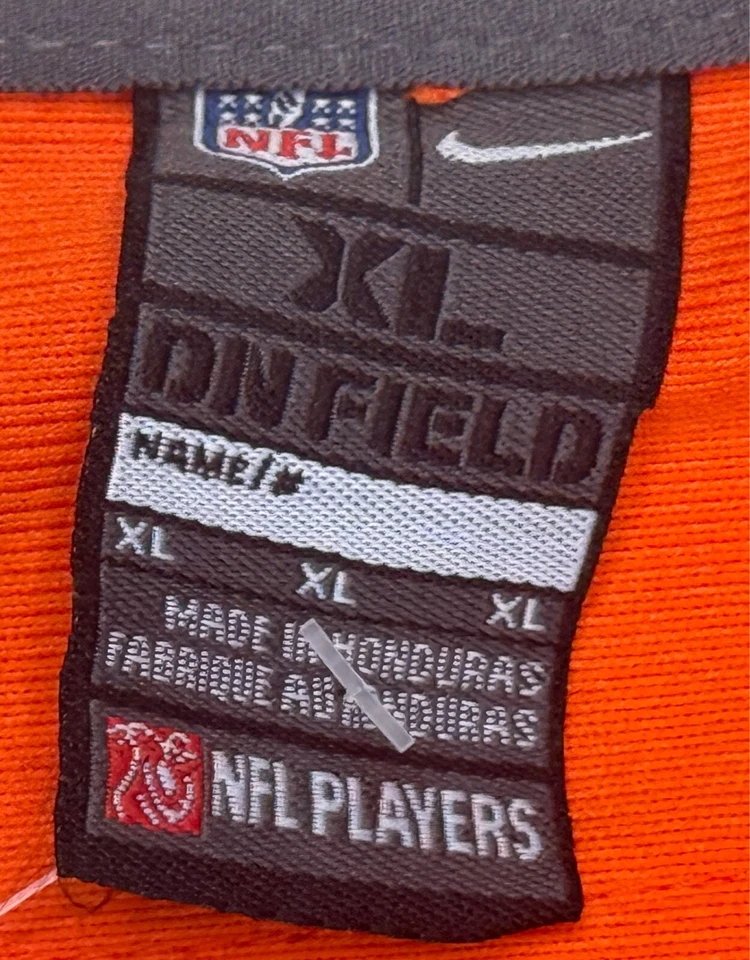 NFL
XL
ON FIELD
NAME/#
XL XL XL
MADE IN HONDURAS
FABRIQUE AU HONDURAS
NFL PLAYERS